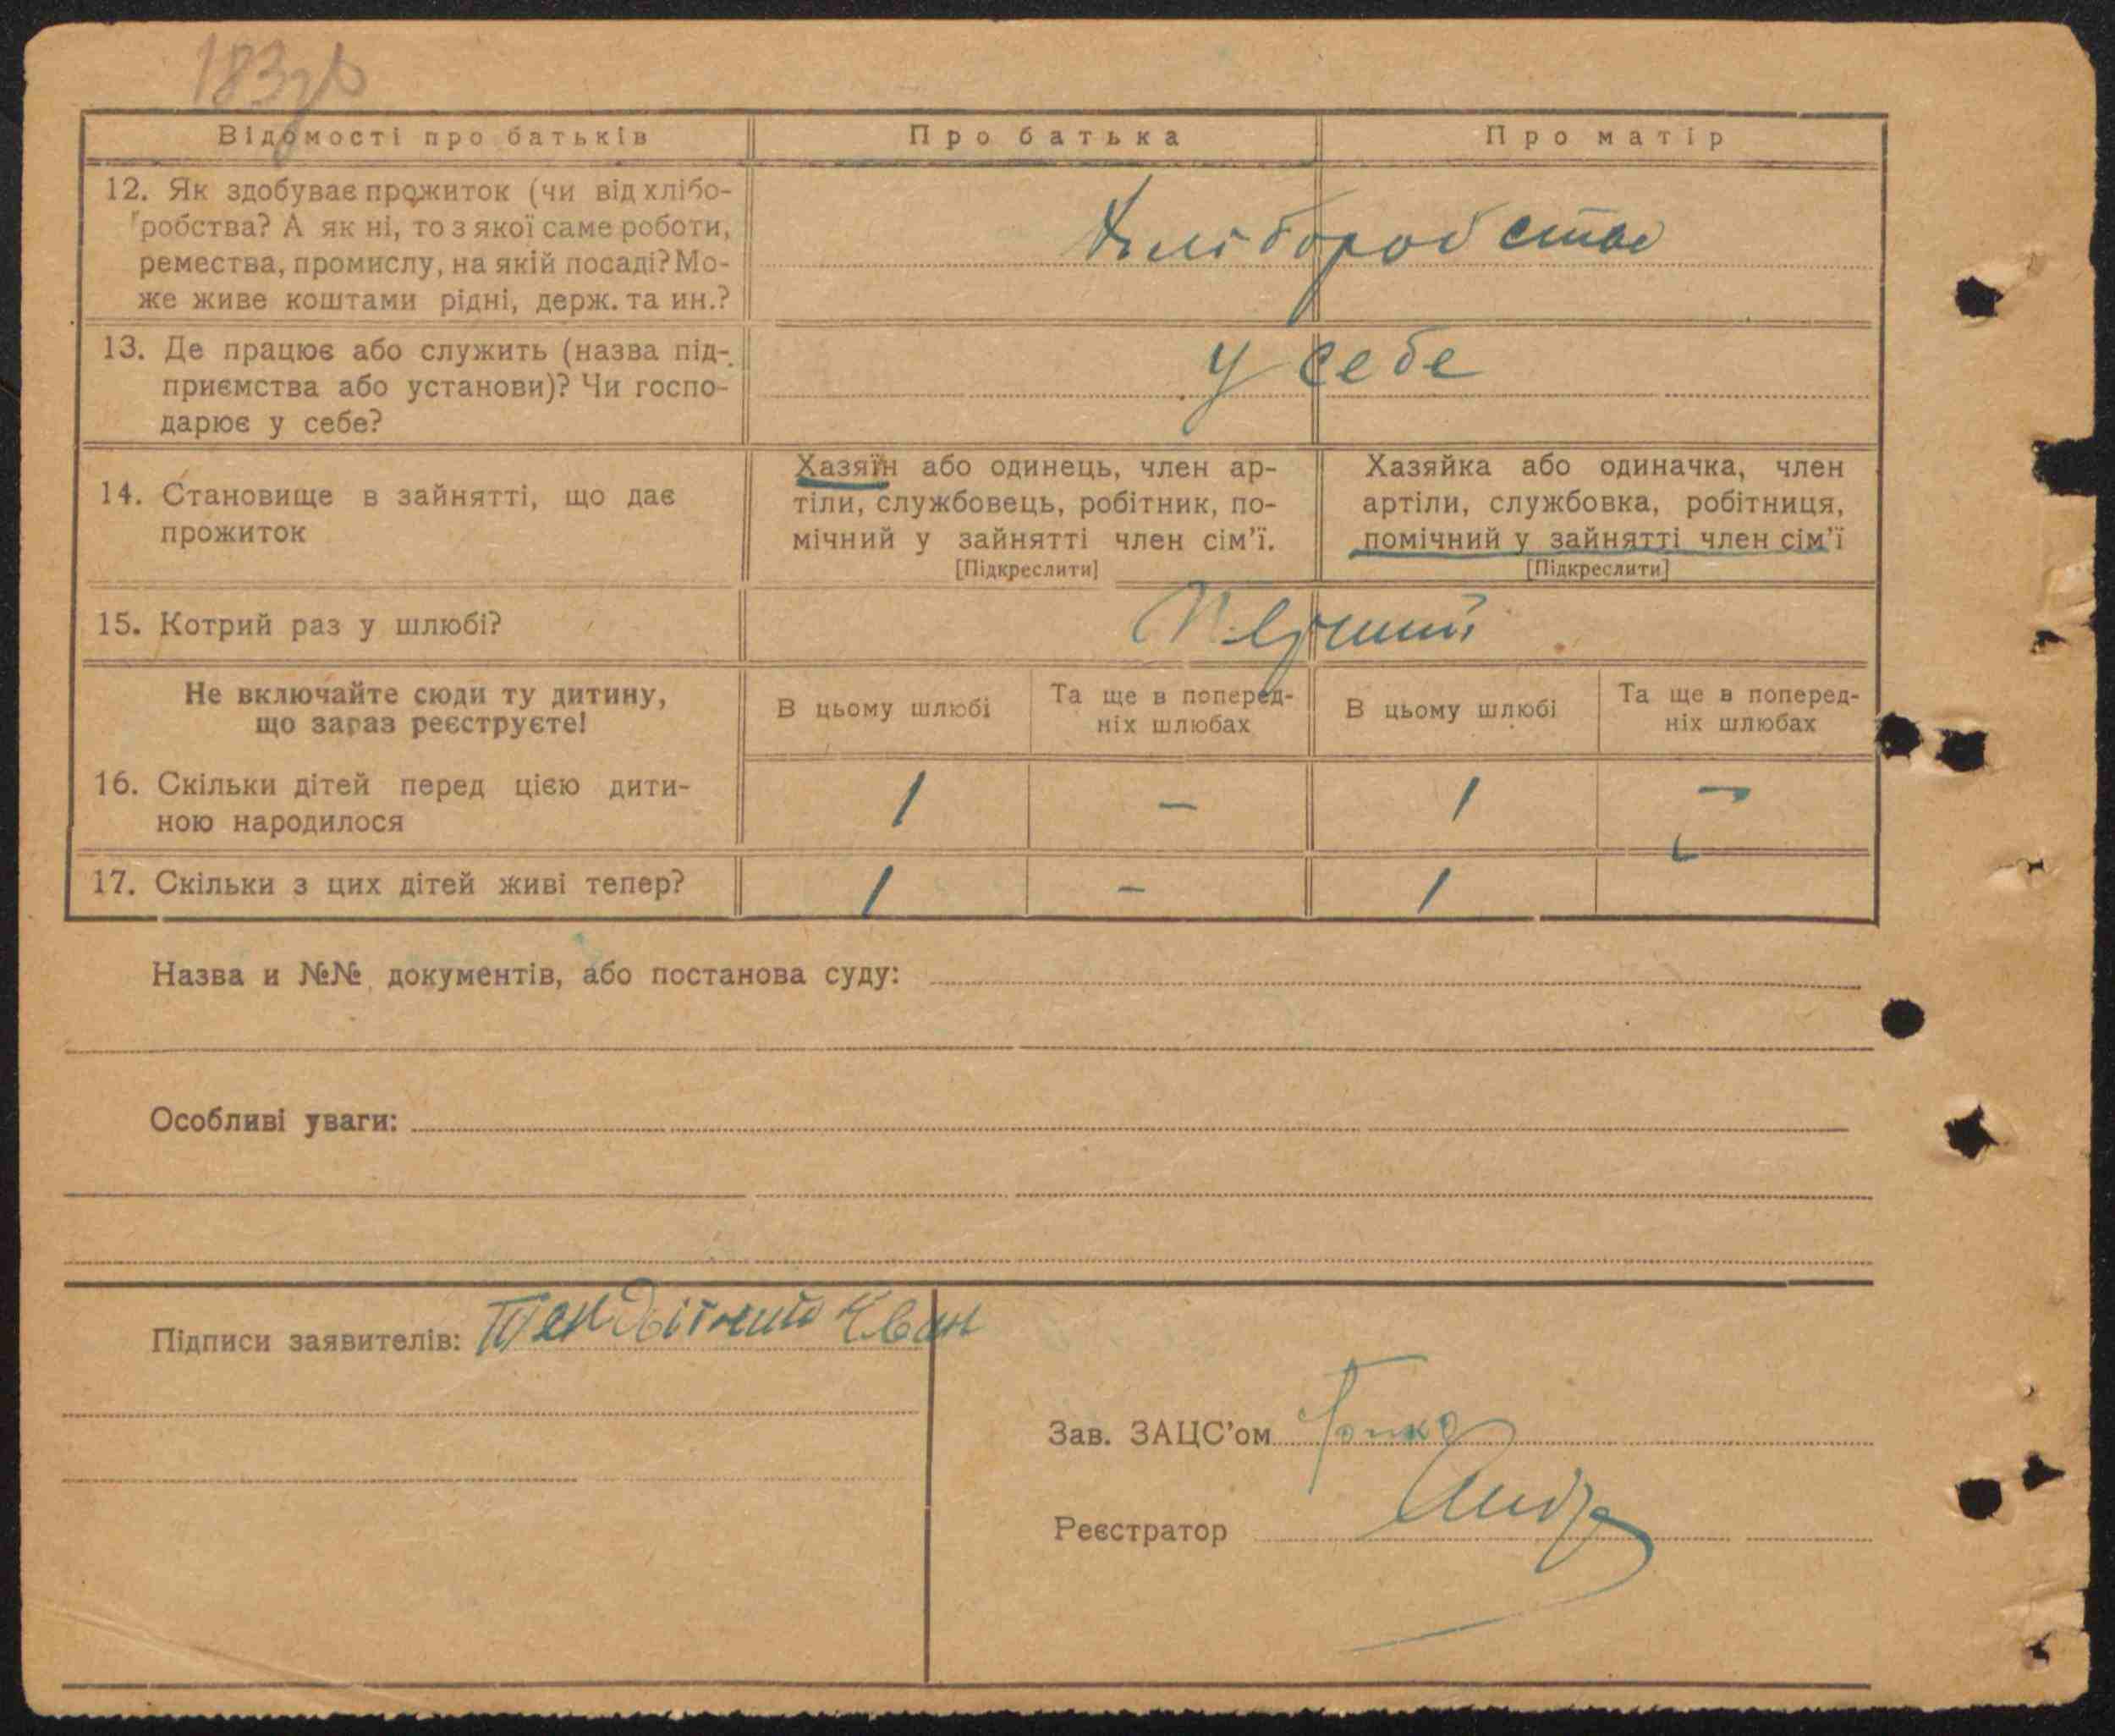 183зв
Відомості про батьків Про батька Про матір
12. Як здобуває прожиток (чи від хлібо-
робства? А як ні, то з якої саме роботи,
ремества, промислу, на якій посаді? Мо-
же живе коштами рідні, держ. та ин.?
Хліборобство
13. Де працює або служить (назва під-
приємства або установи)? Чи госпо-
дарює у себе?
у себе
14. Становище в зайнятті, що дає
прожиток
Хазяїн або одинець, член ар-
тіли, службовець, робітник, по-
мічний у зайнятті член сім'ї.
[Підкреслити]
Хазяйка або одиначка, член
артіли, службовка, робітниця,
помічний у зайнятті член сім'ї
[Підкреслити]
15. Котрий раз у шлюбі? Перший
Не включайте сюди ту дитину,
що зараз реєструєте!
В цьому шлюбі
Та ще в поперед-
ніх шлюбах
В цьому шлюбі
Та ще в поперед-
ніх шлюбах
16. Скільки дітей перед цією дити-
ною народилося
1 - 1 -
17. Скільки з цих дітей живі тепер? 1 - 1
Назва и №№ документів, або постанова суду:
Особливі уваги:
Підписи заявителів: Іван
Зав. ЗАЦС'ом
Реєстратор